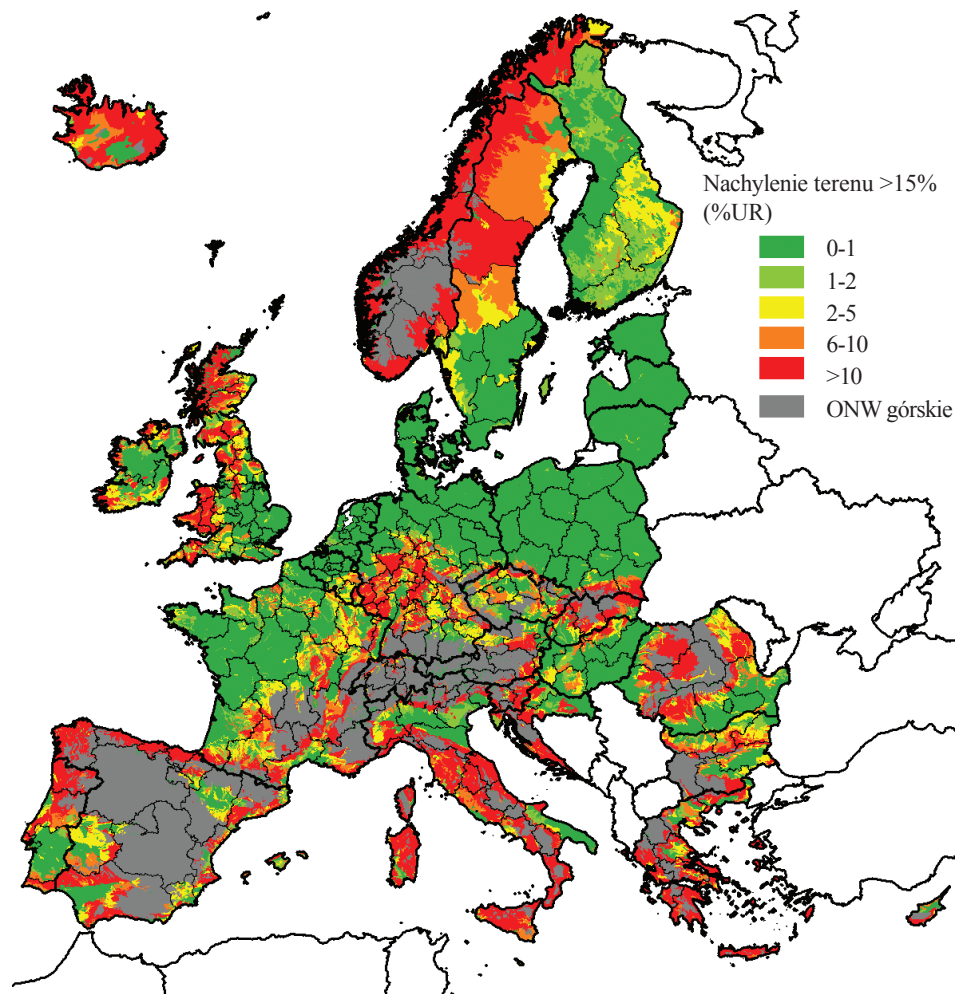 Nachylenie terenu >15%
(%UR)
0-1
1-2
2-5
6-10
>10
ONW górskie